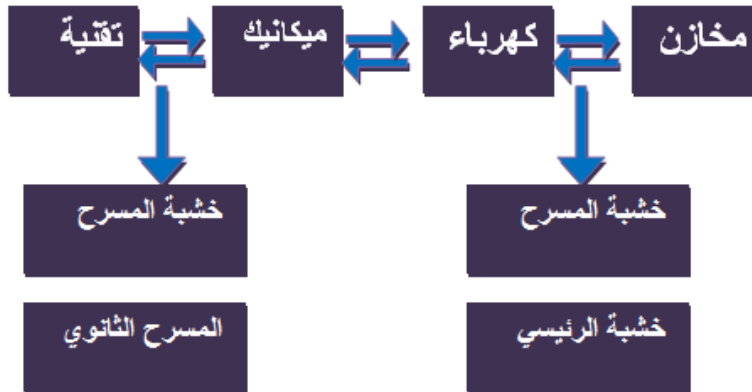 مخازن
كهرباء
ميكانيك
تقنية
خشبة المسرح
خشبة المسرح
خشبة الرئيسي
المسرح الثانوي